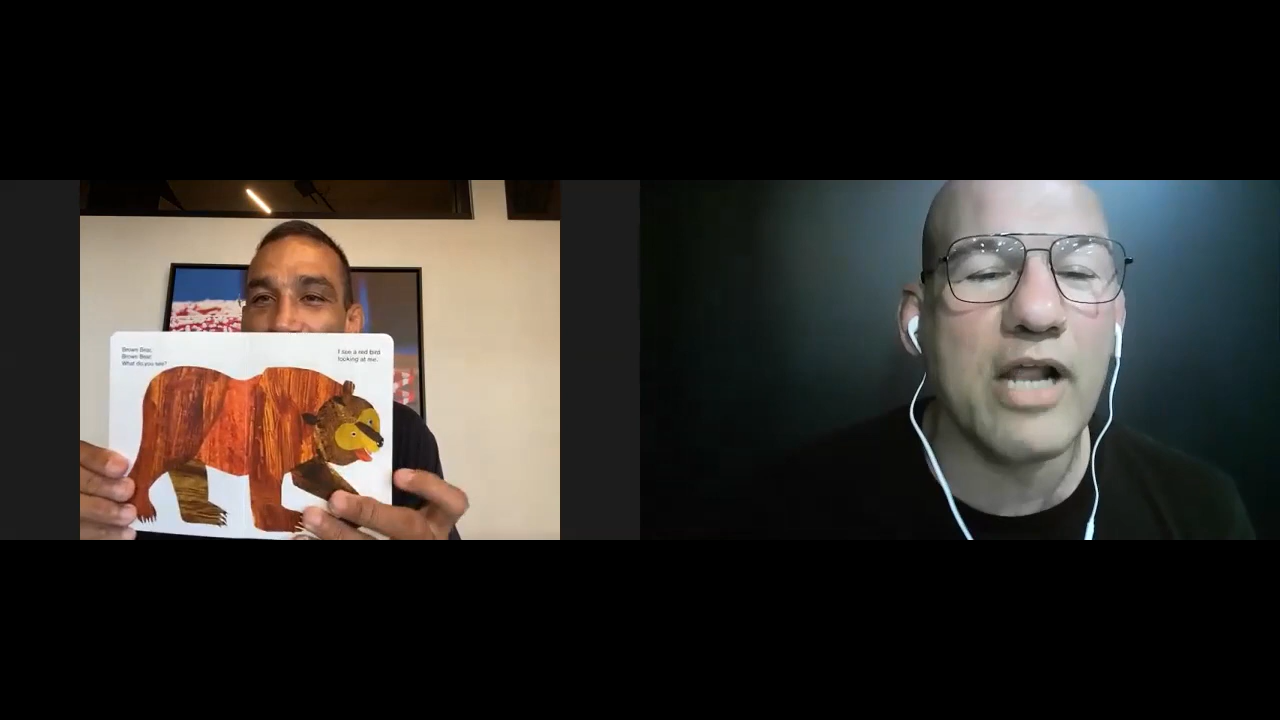 Brown Bear,
Brown Bear,
What do you see?
I see a red bird
looking at me.